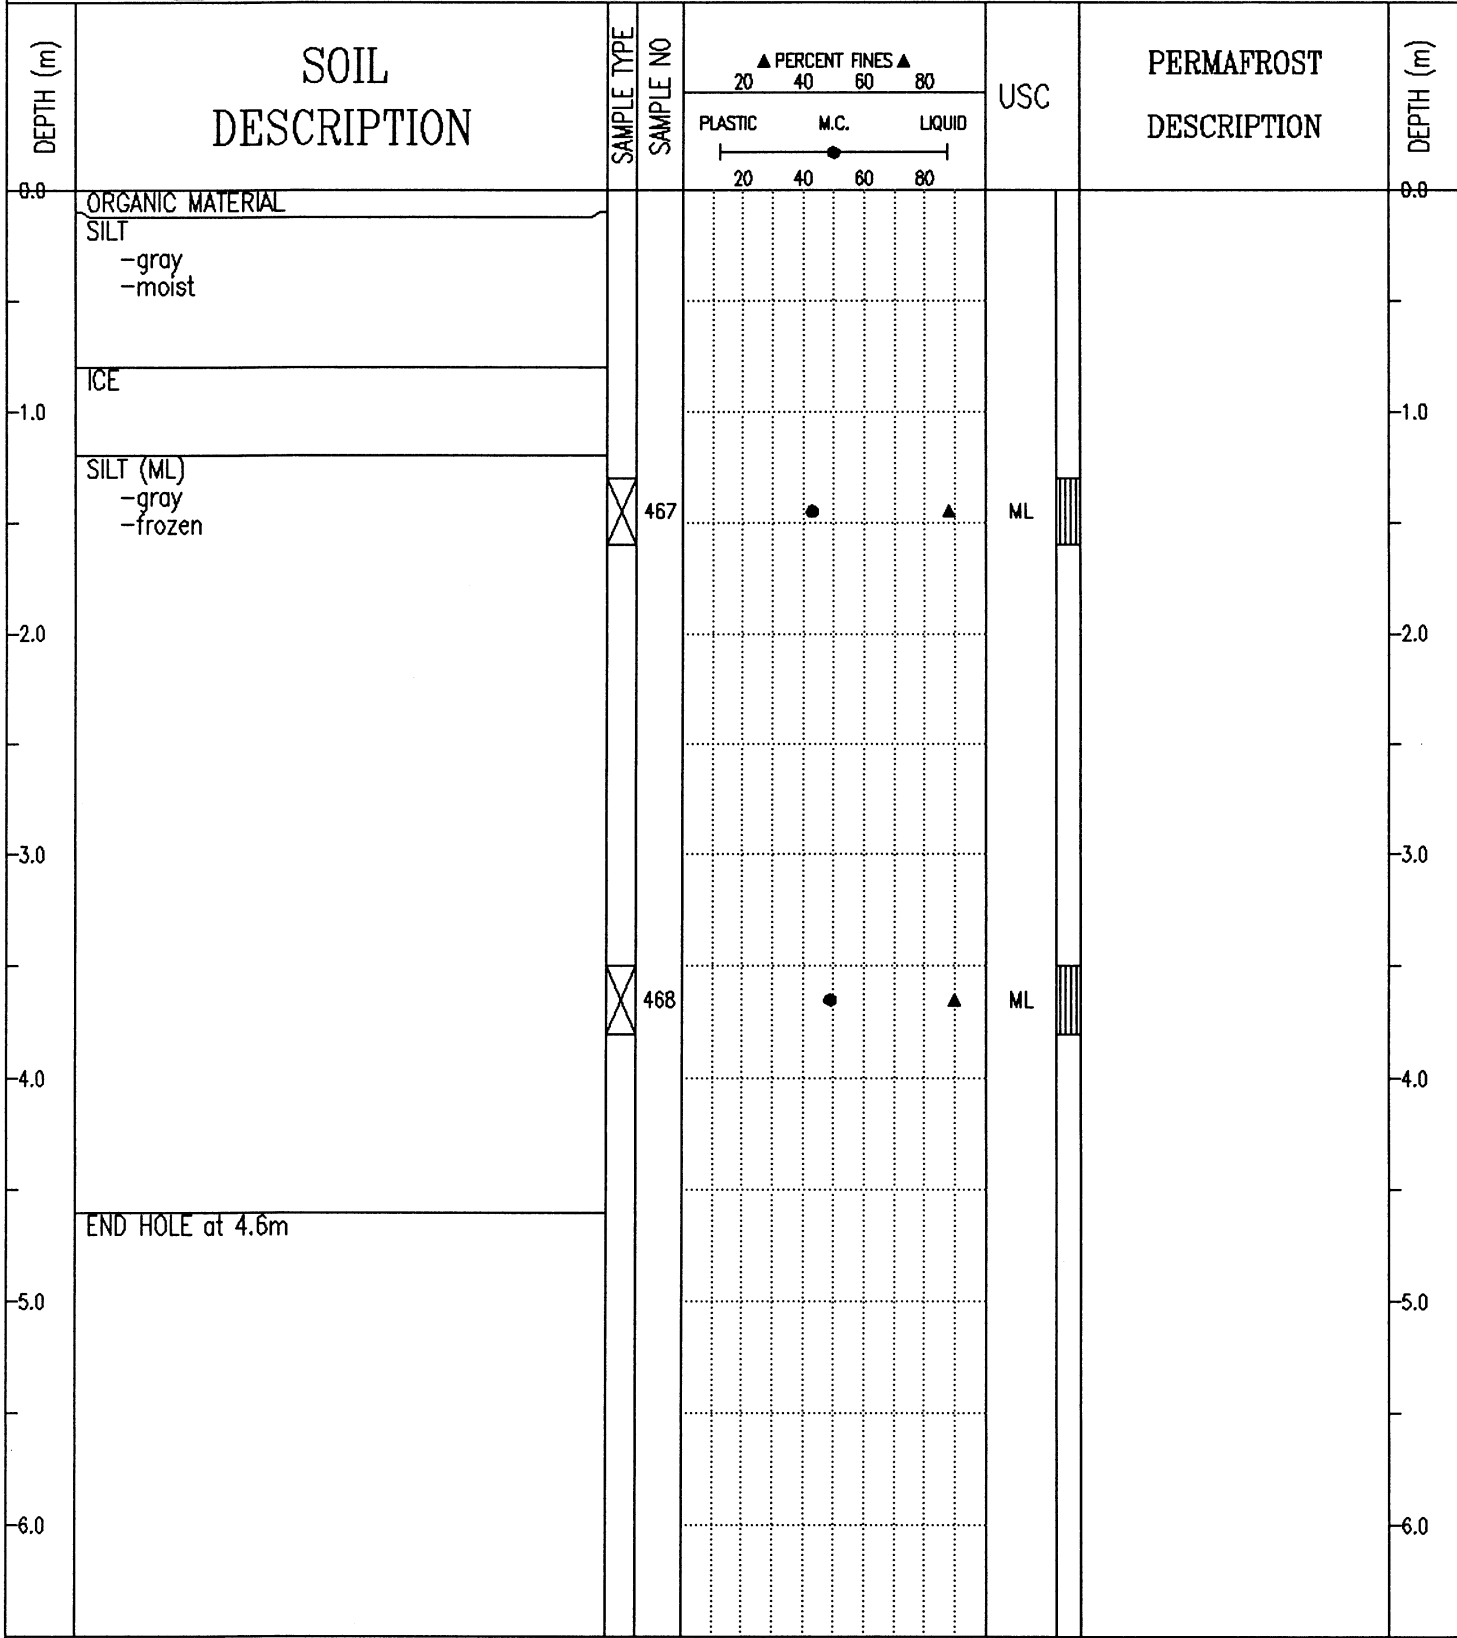 DEPTH (m)
SOIL
DESCRIPTION
SAMPLE TYPE
SAMPLE NO
▲ PERCENT FINES ▲
20 40 60 80
PLASTIC M.C. LIQUID
20 40 60 80
USC
PERMAFROST
DESCRIPTION
DEPTH (m)
0.0 0.0
ORGANIC MATERIAL
SILT
-gray
-moist
ICE
1.0 1.0
SILT (ML)
-gray
-frozen
467 ML
2.0 2.0
3.0 3.0
468 ML
4.0 4.0
END HOLE at 4.6m
5.0 5.0
6.0 6.0